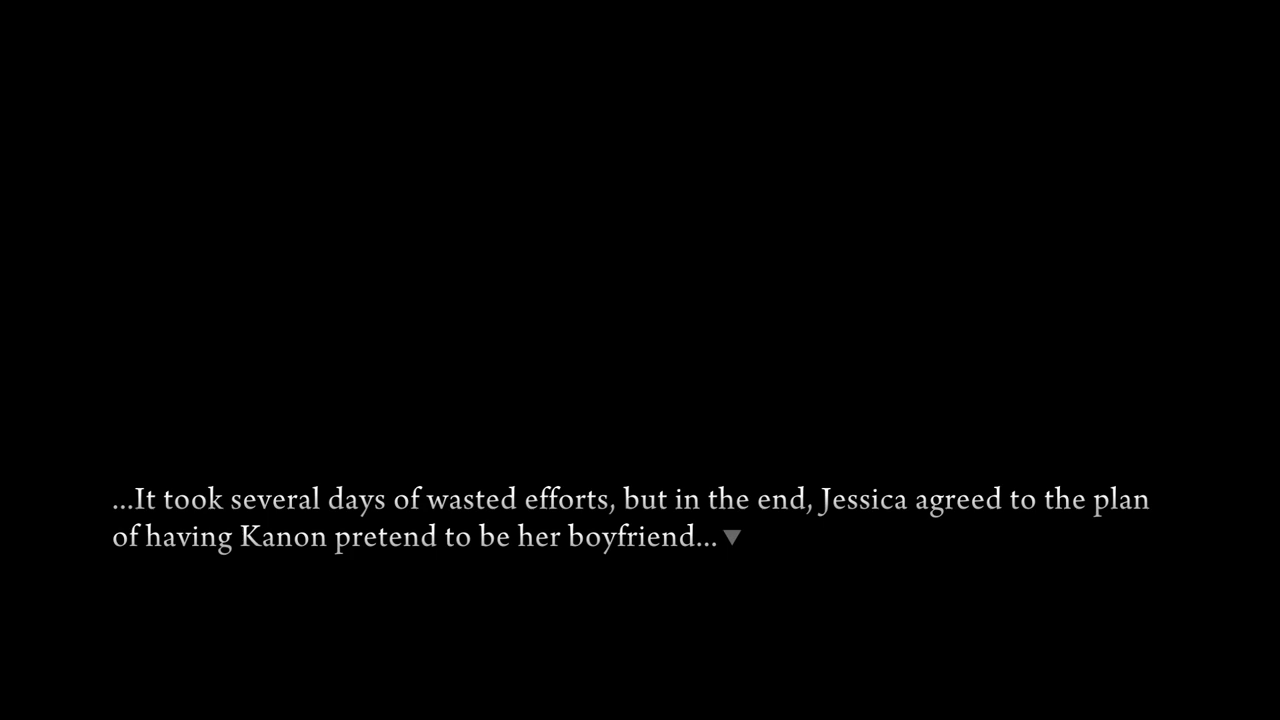 ...It took several days of wasted efforts, but in the end, Jessica agreed to the plan
of having Kanon pretend to be her boyfriend...